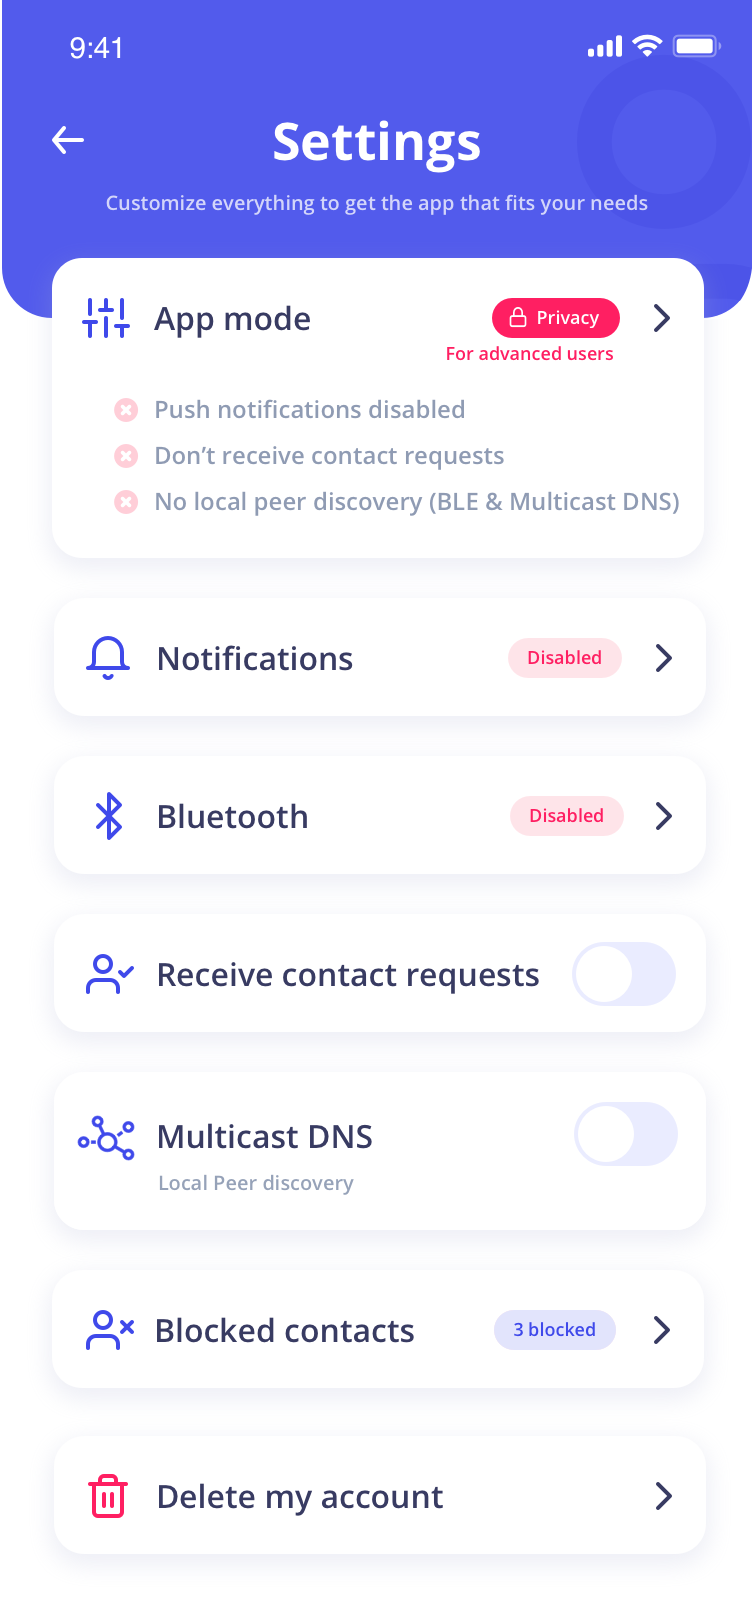 9:41
Settings
Customize everything to get the app that fits your needs
App mode
Privacy
For advanced users
Push notifications disabled
Don’t receive contact requests
No local peer discovery (BLE & Multicast DNS)
Notifications
Disabled
Bluetooth
Disabled
Receive contact requests
Multicast DNS
Local Peer discovery
Blocked contacts
3 blocked
Delete my account